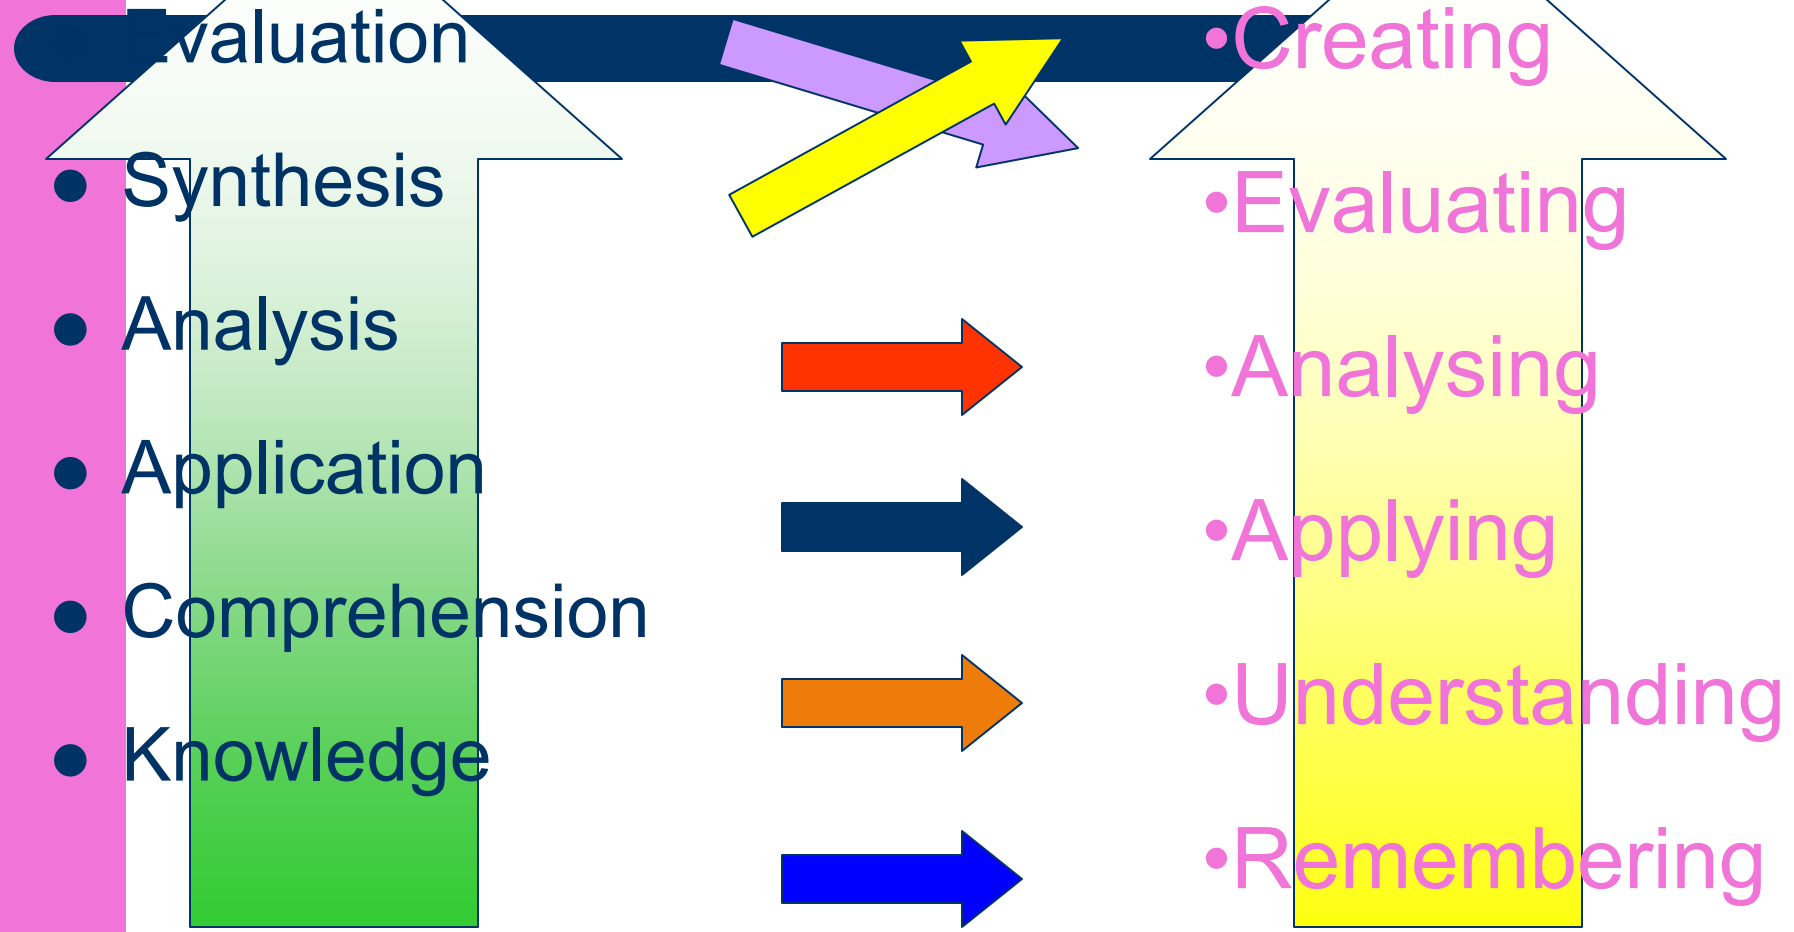 Evaluation
● Synthesis
● Analysis
● Application
● Comprehension
● Knowledge
•Creating
•Evaluating
•Analysing
•Applying
•Understanding
•Remembering